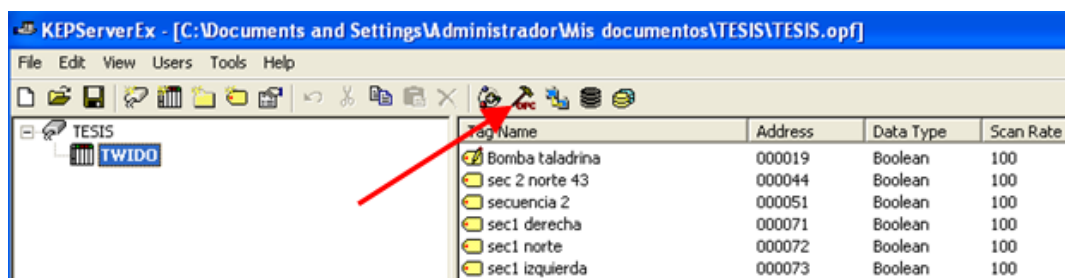 KEPServerEx - [C:\Documents and Settings\Administrador\Mis documentos\TESIS\TESIS.opf]
File Edit View Users Tools Help
OPC
TESIS
TWIDO
Tag Name Address Data Type Scan Rate
Bomba taladrina 000019 Boolean 100
sec 2 norte 43 000044 Boolean 100
secuencia 2 000051 Boolean 100
sec1 derecha 000071 Boolean 100
sec1 norte 000072 Boolean 100
sec1 izquierda 000073 Boolean 100